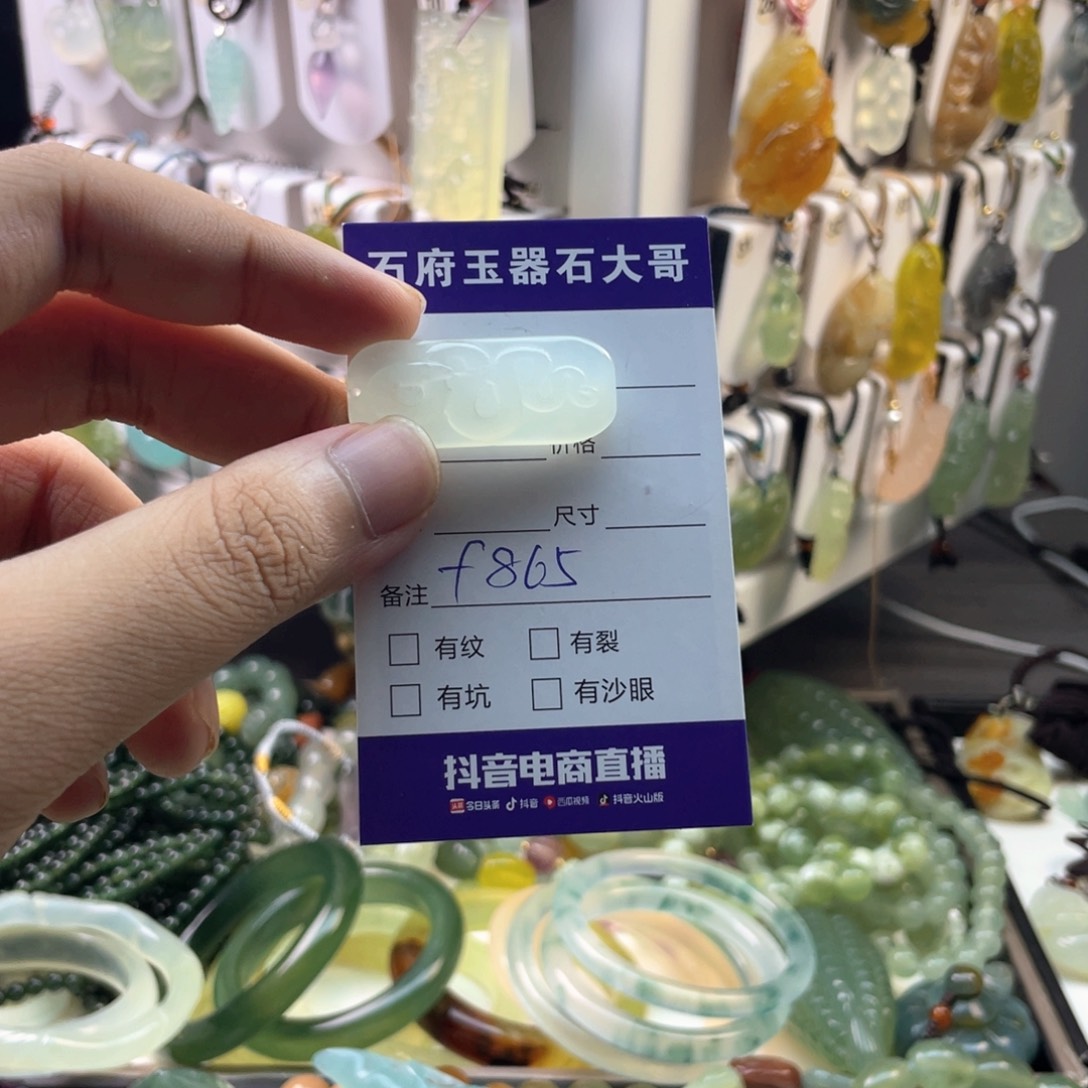 石府玉器石大哥
价格
尺寸
备注 f865
有纹 有裂
有坑 有沙眼
抖音电商直播
头条 今日头条 抖音 西瓜视频 抖音火山版